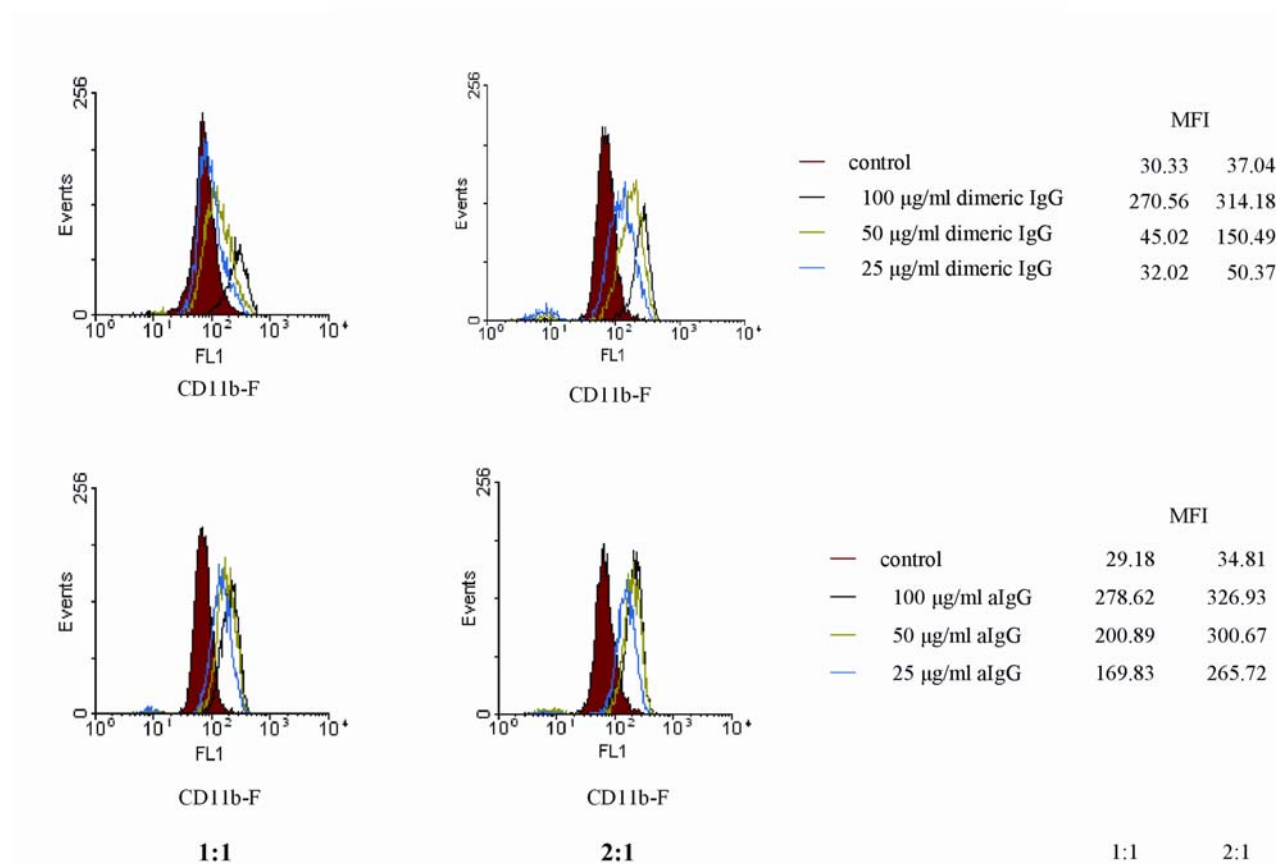 256
Events
0
10⁰ 10¹ 10² 10³ 10⁴
FL1
CD11b-F
256
Events
0
10⁰ 10¹ 10² 10³ 10⁴
FL1
CD11b-F
MFI
control 30.33 37.04
100 µg/ml dimeric IgG 270.56 314.18
50 µg/ml dimeric IgG 45.02 150.49
25 µg/ml dimeric IgG 32.02 50.37
256
Events
0
10⁰ 10¹ 10² 10³ 10⁴
FL1
CD11b-F
256
Events
0
10⁰ 10¹ 10² 10³ 10⁴
FL1
CD11b-F
MFI
control 29.18 34.81
100 µg/ml aIgG 278.62 326.93
50 µg/ml aIgG 200.89 300.67
25 µg/ml aIgG 169.83 265.72
1:1 2:1 1:1 2:1